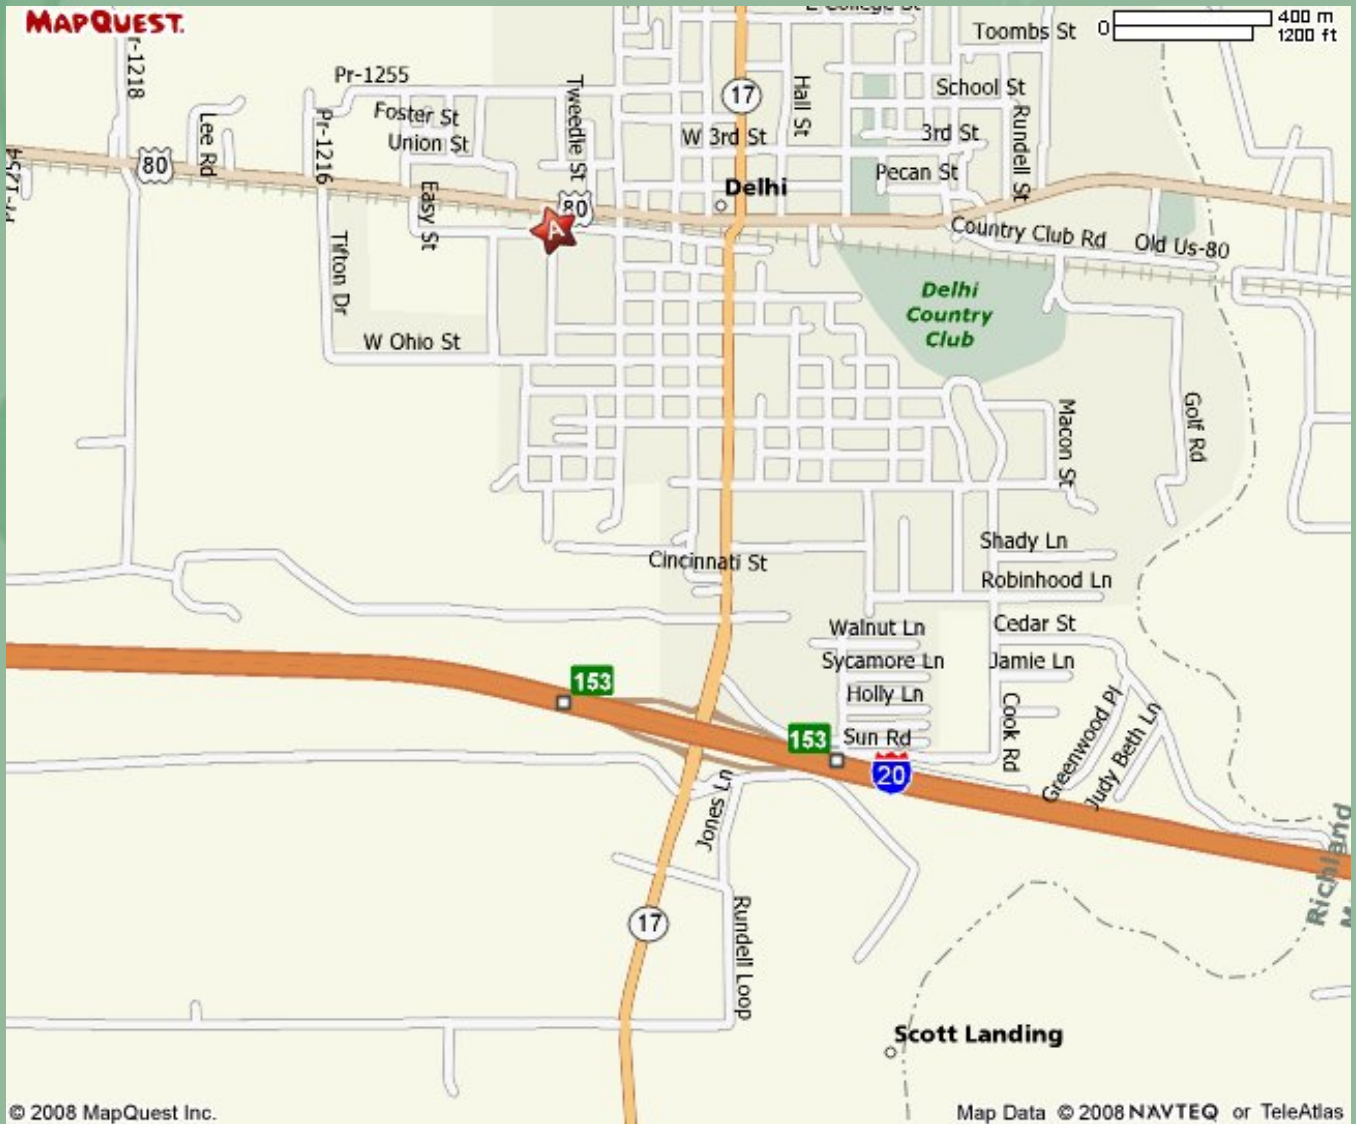 MAPQUEST.
E College St
Toombs St
0
400 m
1200 ft
r-1218
Pr-1255
Tweedle St
17
Hall St
School St
Rundell St
Lee Rd
Pr-1216
Foster St
Union St
W 3rd St
3rd St
Pecan St
80
Easy St
80
Delhi
A
Country Club Rd
Old Us-80
Tifton Dr
Delhi
Country
Club
W Ohio St
Macon St
Golf Rd
Cincinnati St
Shady Ln
Robinhood Ln
Walnut Ln
Cedar St
Sycamore Ln
Jamie Ln
153
Holly Ln
Cook Rd
Greenwood Pl
Judy Beth Ln
153
Sun Rd
20
Jones Ln
Richland
17
Rundell Loop
Scott Landing
© 2008 MapQuest Inc.
Map Data © 2008 NAVTEQ or TeleAtlas